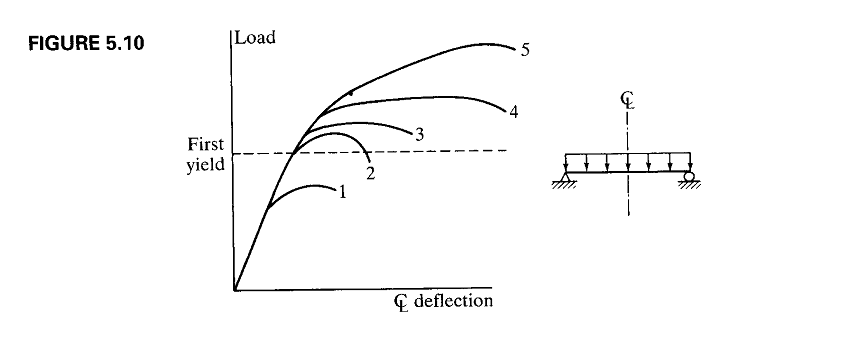 FIGURE 5.10
Load
5
4
3
First
yield
2
1
℄ deflection
℄